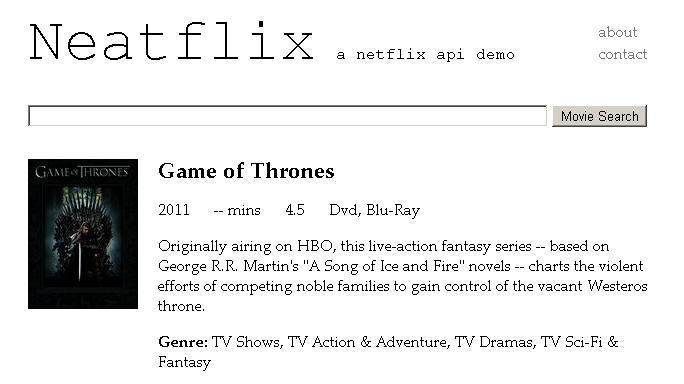 Neatflix a netflix api demo
about
contact
Movie Search
GAME OF THRONES
Game of Thrones
2011 -- mins 4.5 Dvd, Blu-Ray
Originally airing on HBO, this live-action fantasy series -- based on
George R.R. Martin's "A Song of Ice and Fire" novels -- charts the violent
efforts of competing noble families to gain control of the vacant Westeros
throne.
Genre: TV Shows, TV Action & Adventure, TV Dramas, TV Sci-Fi &
Fantasy